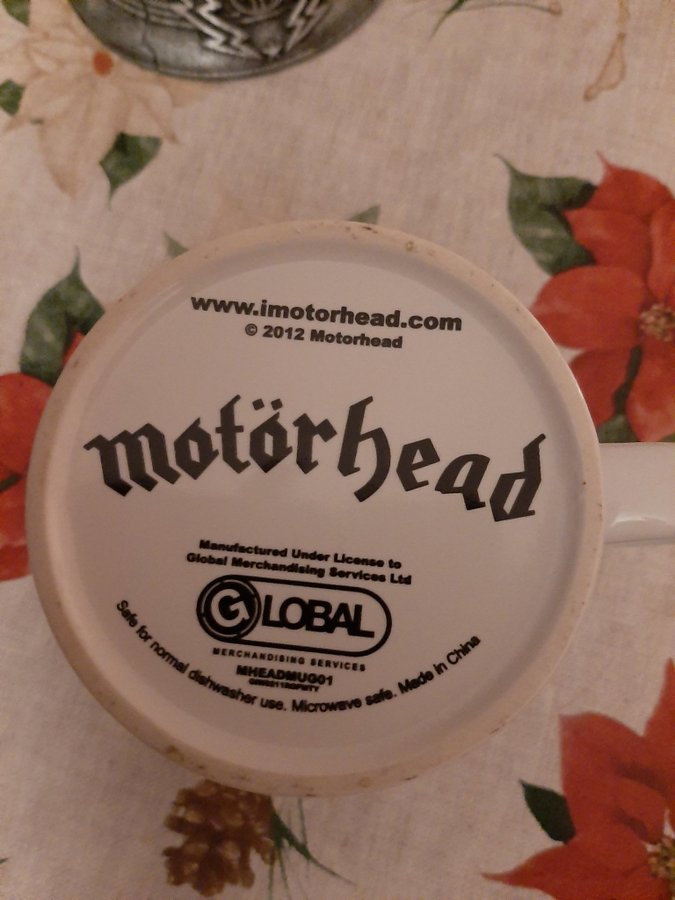 www.imotorhead.com
© 2012 Motorhead
motörhead
Manufactured Under License to
Global Merchandising Services Ltd
GLOBAL
MERCHANDISING SERVICES
MHEADMUG01
Safe for normal dishwasher use. Microwave safe. Made in China